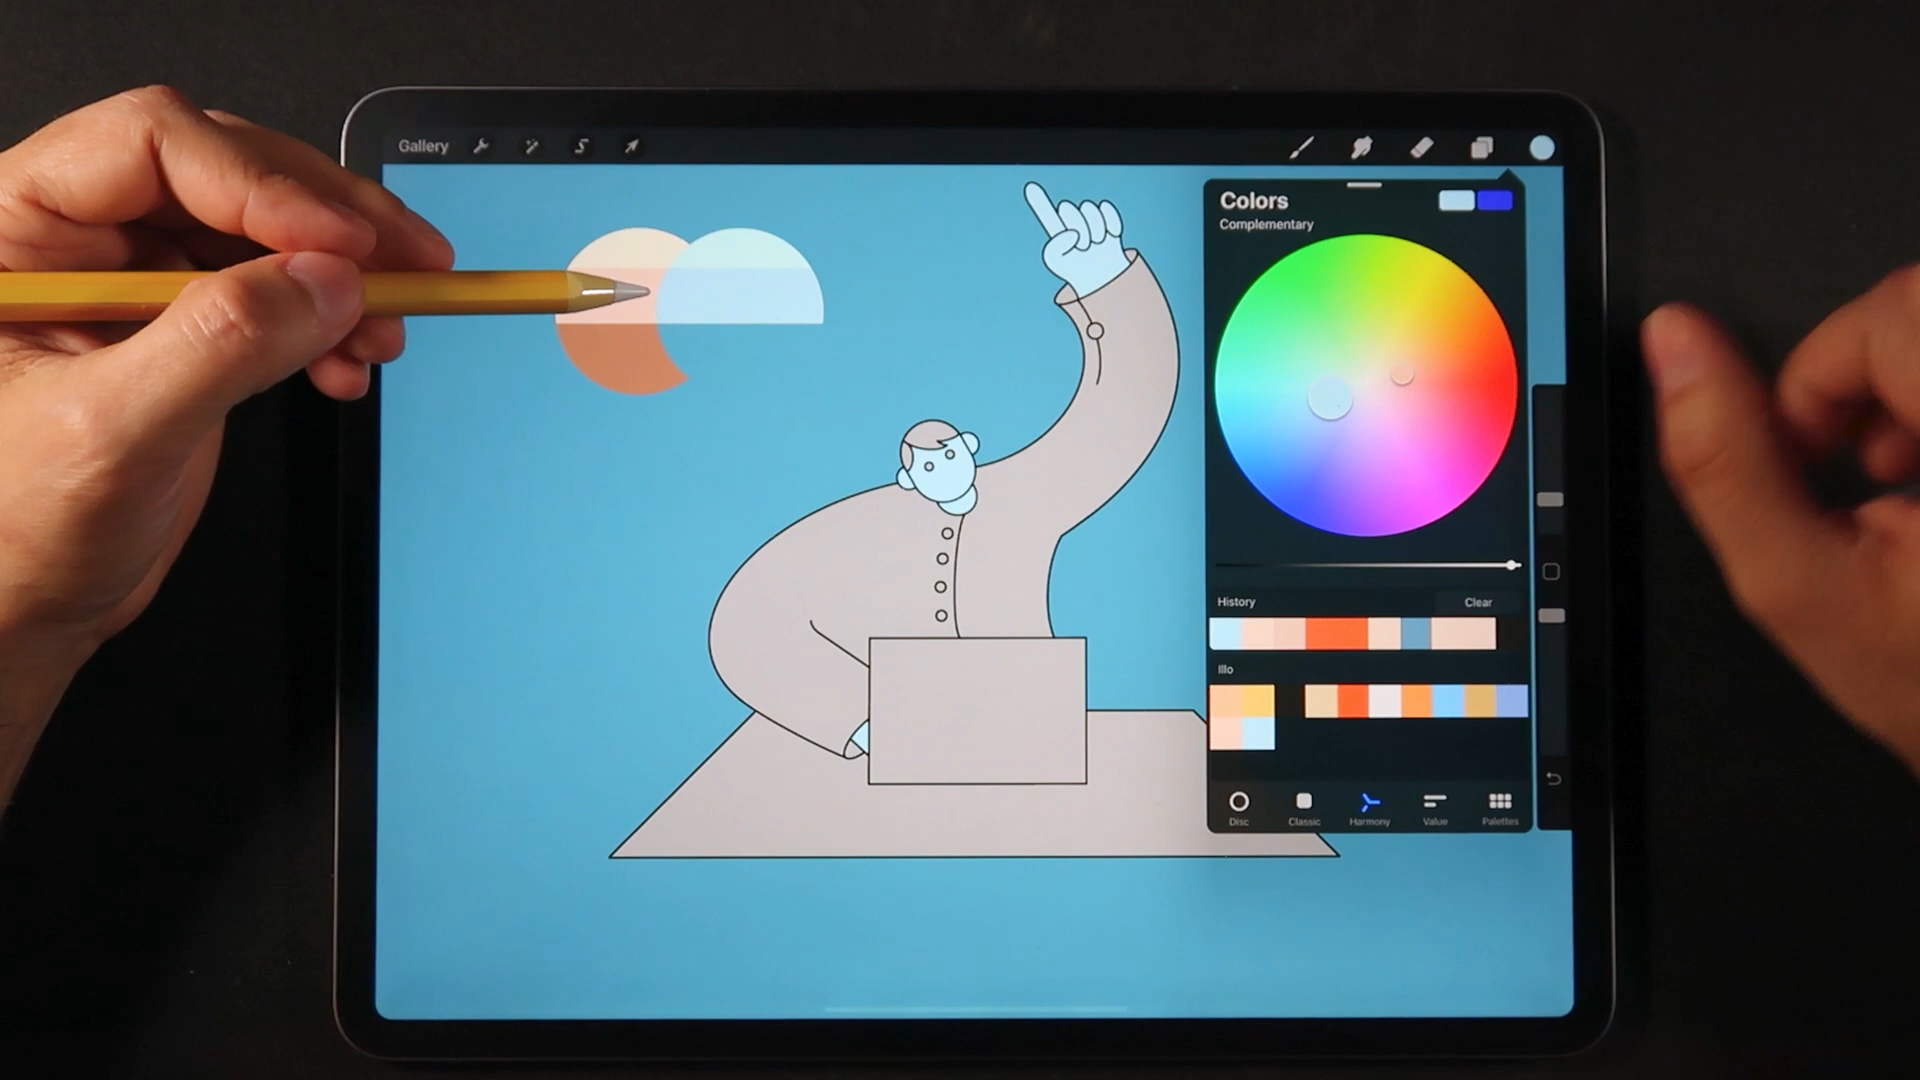 Gallery
Colors
Complementary
History
Clear
Illo
Disc
Classic
Harmony
Value
Palettes